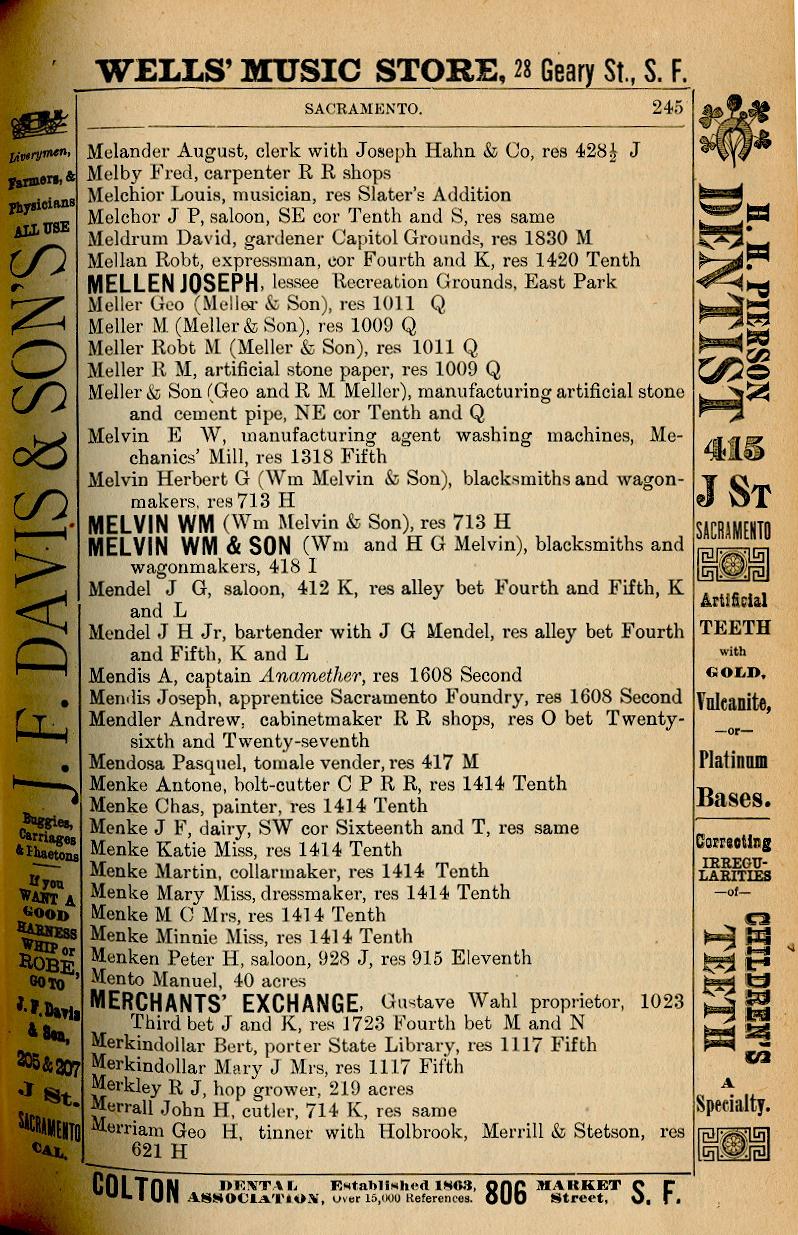 WELLS' MUSIC STORE, 28 Geary St., S. F.
SACRAMENTO. 245
Melander August, clerk with Joseph Hahn & Co, res 428½ J
Melby Fred, carpenter R R shops
Melchior Louis, musician, res Slater's Addition
Melchor J P, saloon, SE cor Tenth and S, res same
Meldrum David, gardener Capitol Grounds, res 1830 M
Mellan Robt, expressman, cor Fourth and K, res 1420 Tenth
MELLEN JOSEPH, lessee Recreation Grounds, East Park
Meller Geo (Meller & Son), res 1011 Q
Meller M (Meller & Son), res 1009 Q
Meller Robt M (Meller & Son), res 1011 Q
Meller R M, artificial stone paper, res 1009 Q
Meller & Son (Geo and R M Meller), manufacturing artificial stone
and cement pipe, NE cor Tenth and Q
Melvin E W, manufacturing agent washing machines, Me-
chanics' Mill, res 1318 Fifth
Melvin Herbert G (Wm Melvin & Son), blacksmiths and wagon-
makers, res 713 H
MELVIN WM (Wm Melvin & Son), res 713 H
MELVIN WM & SON (Wm and H G Melvin), blacksmiths and
wagonmakers, 418 I
Mendel J G, saloon, 412 K, res alley bet Fourth and Fifth, K
and L
Mendel J H Jr, bartender with J G Mendel, res alley bet Fourth
and Fifth, K and L
Mendis A, captain Anamether, res 1608 Second
Mendis Joseph, apprentice Sacramento Foundry, res 1608 Second
Mendler Andrew, cabinetmaker R R shops, res O bet Twenty-
sixth and Twenty-seventh
Mendosa Pasquel, tomale vender, res 417 M
Menke Antone, bolt-cutter C P R R, res 1414 Tenth
Menke Chas, painter, res 1414 Tenth
Menke J F, dairy, SW cor Sixteenth and T, res same
Menke Katie Miss, res 1414 Tenth
Menke Martin, collarmaker, res 1414 Tenth
Menke Mary Miss, dressmaker, res 1414 Tenth
Menke M C Mrs, res 1414 Tenth
Menke Minnie Miss, res 1414 Tenth
Menken Peter H, saloon, 928 J, res 915 Eleventh
Mento Manuel, 40 acres
MERCHANTS' EXCHANGE, Gustave Wahl proprietor, 1023
Third bet J and K, res 1723 Fourth bet M and N
Merkindollar Bert, porter State Library, res 1117 Fifth
Merkindollar Mary J Mrs, res 1117 Fifth
Merkley R J, hop grower, 219 acres
Merrall John H, cutler, 714 K, res same
Merriam Geo H, tinner with Holbrook, Merrill & Stetson, res
621 H
Liverymen,
Farmers, &
Physicians
ALL USE
J. F. DAVIS & SON'S
Buggies,
Carriages
& Phaetons
If you
WANT A
GOOD
HARNESS
WHIP or
ROBE,
GO TO
J. F. Davis
& Son,
205 & 207
J St.
SACRAMENTO
CAL.
H. H. PIERSON
DENTIST
415
J ST
SACRAMENTO
Artificial
TEETH
with
GOLD,
Vulcanite,
—or—
Platinum
Bases.
Correcting
IRREGU-
LARITIES
—of—
CHILDREN'S
TEETH
A
Specialty.
COLTON DENTAL ASSOCIATION, Established 1863, Over 15,000 References. 806 MARKET Street, S. F.